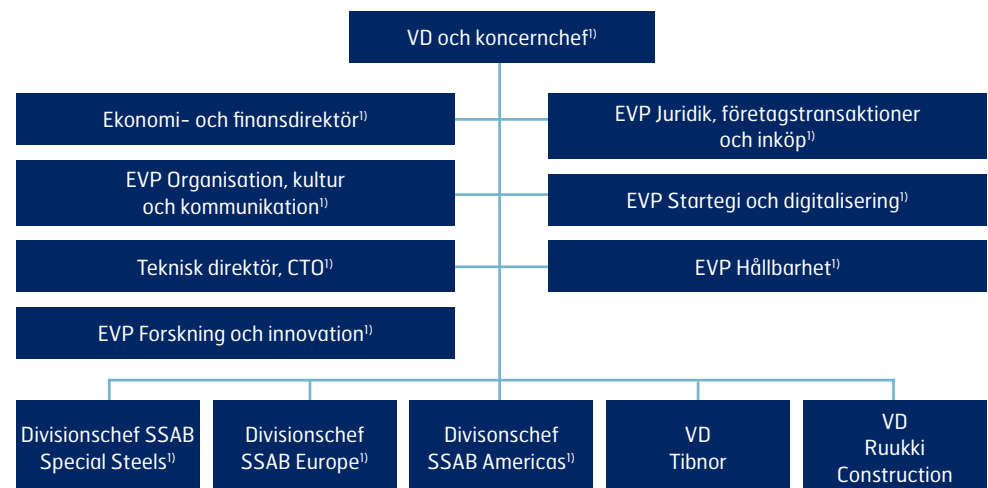 VD och koncernchef¹⁾
Ekonomi- och finansdirektör¹⁾
EVP Juridik, företagstransaktioner
och inköp¹⁾
EVP Organisation, kultur
och kommunikation¹⁾
EVP Startegi och digitalisering¹⁾
Teknisk direktör, CTO¹⁾
EVP Hållbarhet¹⁾
EVP Forskning och innovation¹⁾
Divisionschef SSAB
Special Steels¹⁾
Divisionschef
SSAB Europe¹⁾
Divisonschef
SSAB Americas¹⁾
VD
Tibnor
VD
Ruukki
Construction